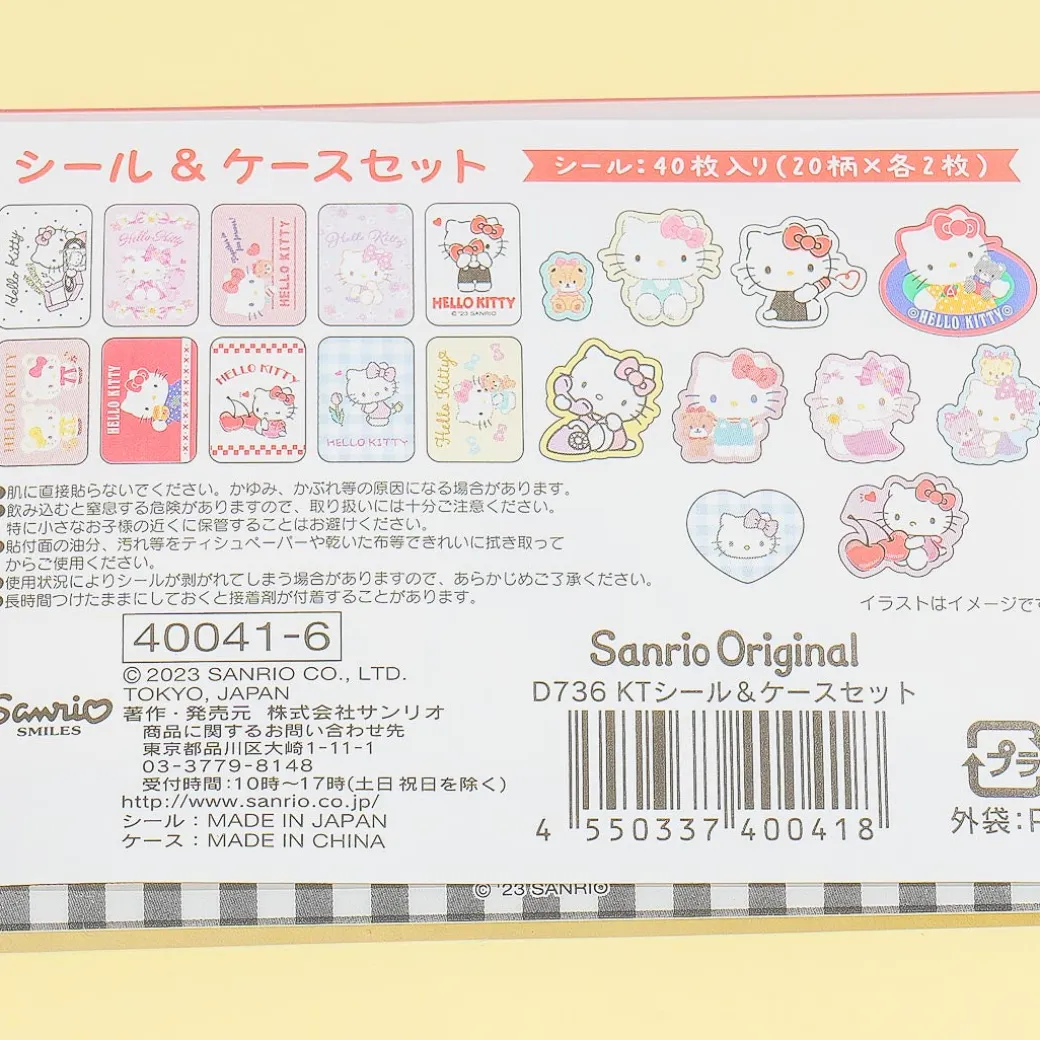 シール & ケースセット
シール：40枚入り(20柄×各2枚)
Hello Kitty
Hello Kitty
HELLO KITTY
Hello Kitty
HELLO KITTY
© '23 SANRIO
HELLO KITTY
HELLO KITTY
HELLO KITTY
HELLO KITTY
HELLO KITTY
Hello Kitty
●肌に直接貼らないでください。かゆみ、かぶれ等の原因になる場合があります。
●飲み込むと窒息する危険がありますので、取り扱いには十分ご注意ください。
特に小さなお子様の近くに保管することはお避けください。
●貼付面の油分、汚れ等をティシュペーパーや乾いた布等できれいに拭き取って
からご使用ください。
●使用状況によりシールが剥がれてしまう場合がありますので、あらかじめご了承ください。
●長時間つけたままにしておくと接着剤が付着することがあります。
イラストはイメージです
40041-6
© 2023 SANRIO CO., LTD.
TOKYO, JAPAN
Sanrio
SMILES
著作・発売元 株式会社サンリオ
商品に関するお問い合わせ先
東京都品川区大崎1-11-1
03-3779-8148
受付時間：10時～17時(土日祝日を除く)
http://www.sanrio.co.jp/
シール：MADE IN JAPAN
ケース：MADE IN CHINA
Sanrio Original
D736 KTシール&ケースセット
4 550337 400418
プラ
外袋：P
© '23 SANRIO